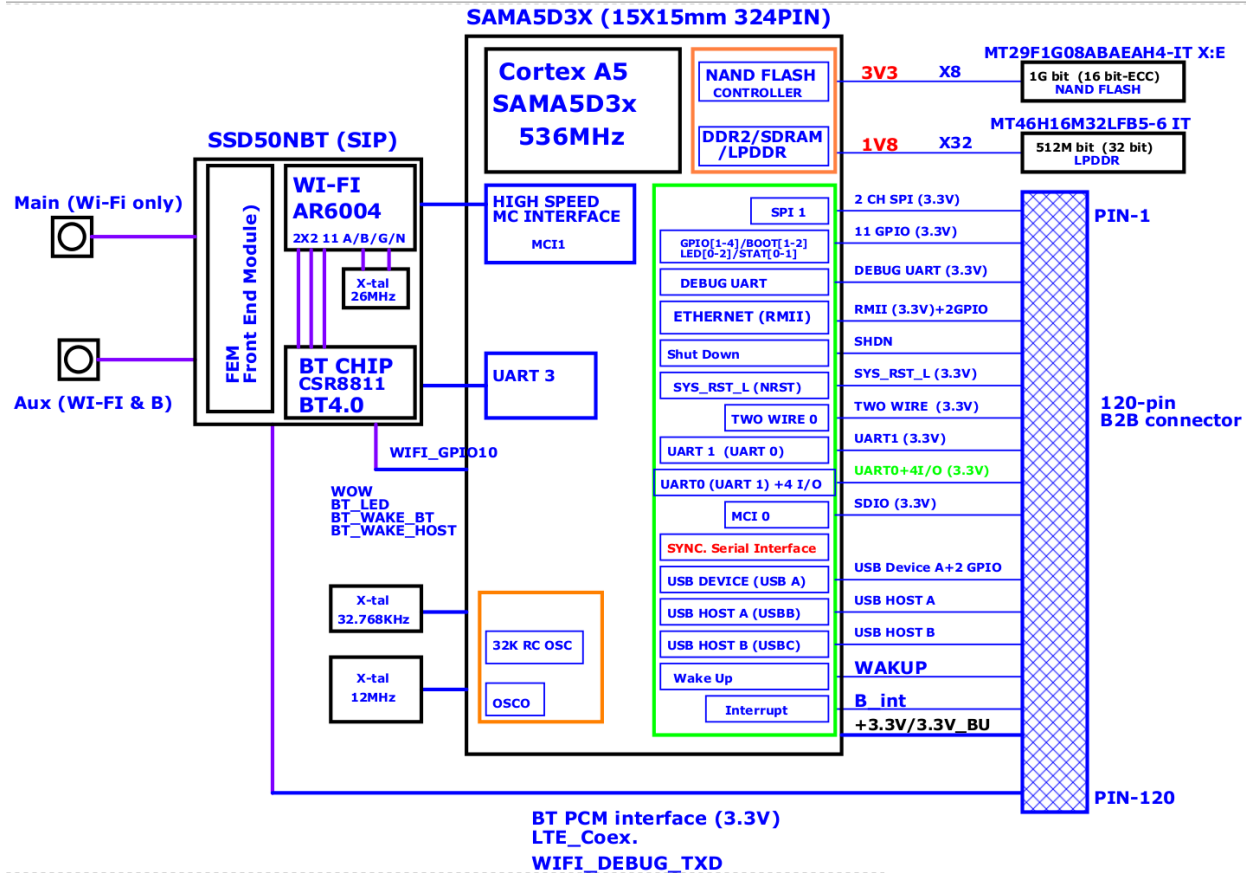 SAMA5D3X (15X15mm 324PIN)
Cortex A5
SAMA5D3x
536MHz
NAND FLASH
CONTROLLER
DDR2/SDRAM
/LPDDR
3V3 X8
1V8 X32
MT29F1G08ABAEAH4-IT X:E
1G bit (16 bit-ECC)
NAND FLASH
MT46H16M32LFB5-6 IT
512M bit (32 bit)
LPDDR
SSD50NBT (SIP)
Main (Wi-Fi only)
Aux (WI-FI & B)
FEM
Front End Module)
WI-FI
AR6004
2X2 11 A/B/G/N
X-tal
26MHz
BT CHIP
CSR8811
BT4.0
HIGH SPEED
MC INTERFACE
MCI1
UART 3
WIFI_GPIO10
WOW
BT_LED
BT_WAKE_BT
BT_WAKE_HOST
X-tal
32.768KHz
X-tal
12MHz
32K RC OSC
OSCO
SPI 1
GPIO[1-4]/BOOT[1-2]
LED[0-2]/STAT[0-1]
DEBUG UART
ETHERNET (RMII)
Shut Down
SYS_RST_L (NRST)
TWO WIRE 0
UART 1 (UART 0)
UART0 (UART 1) +4 I/O
MCI 0
SYNC. Serial Interface
USB DEVICE (USB A)
USB HOST A (USBB)
USB HOST B (USBC)
Wake Up
Interrupt
2 CH SPI (3.3V)
11 GPIO (3.3V)
DEBUG UART (3.3V)
RMII (3.3V)+2GPIO
SHDN
SYS_RST_L (3.3V)
TWO WIRE (3.3V)
UART1 (3.3V)
UART0+4I/O (3.3V)
SDIO (3.3V)
USB Device A+2 GPIO
USB HOST A
USB HOST B
WAKUP
B_int
+3.3V/3.3V_BU
PIN-1
120-pin
B2B connector
PIN-120
BT PCM interface (3.3V)
LTE_Coex.
WIFI_DEBUG_TXD